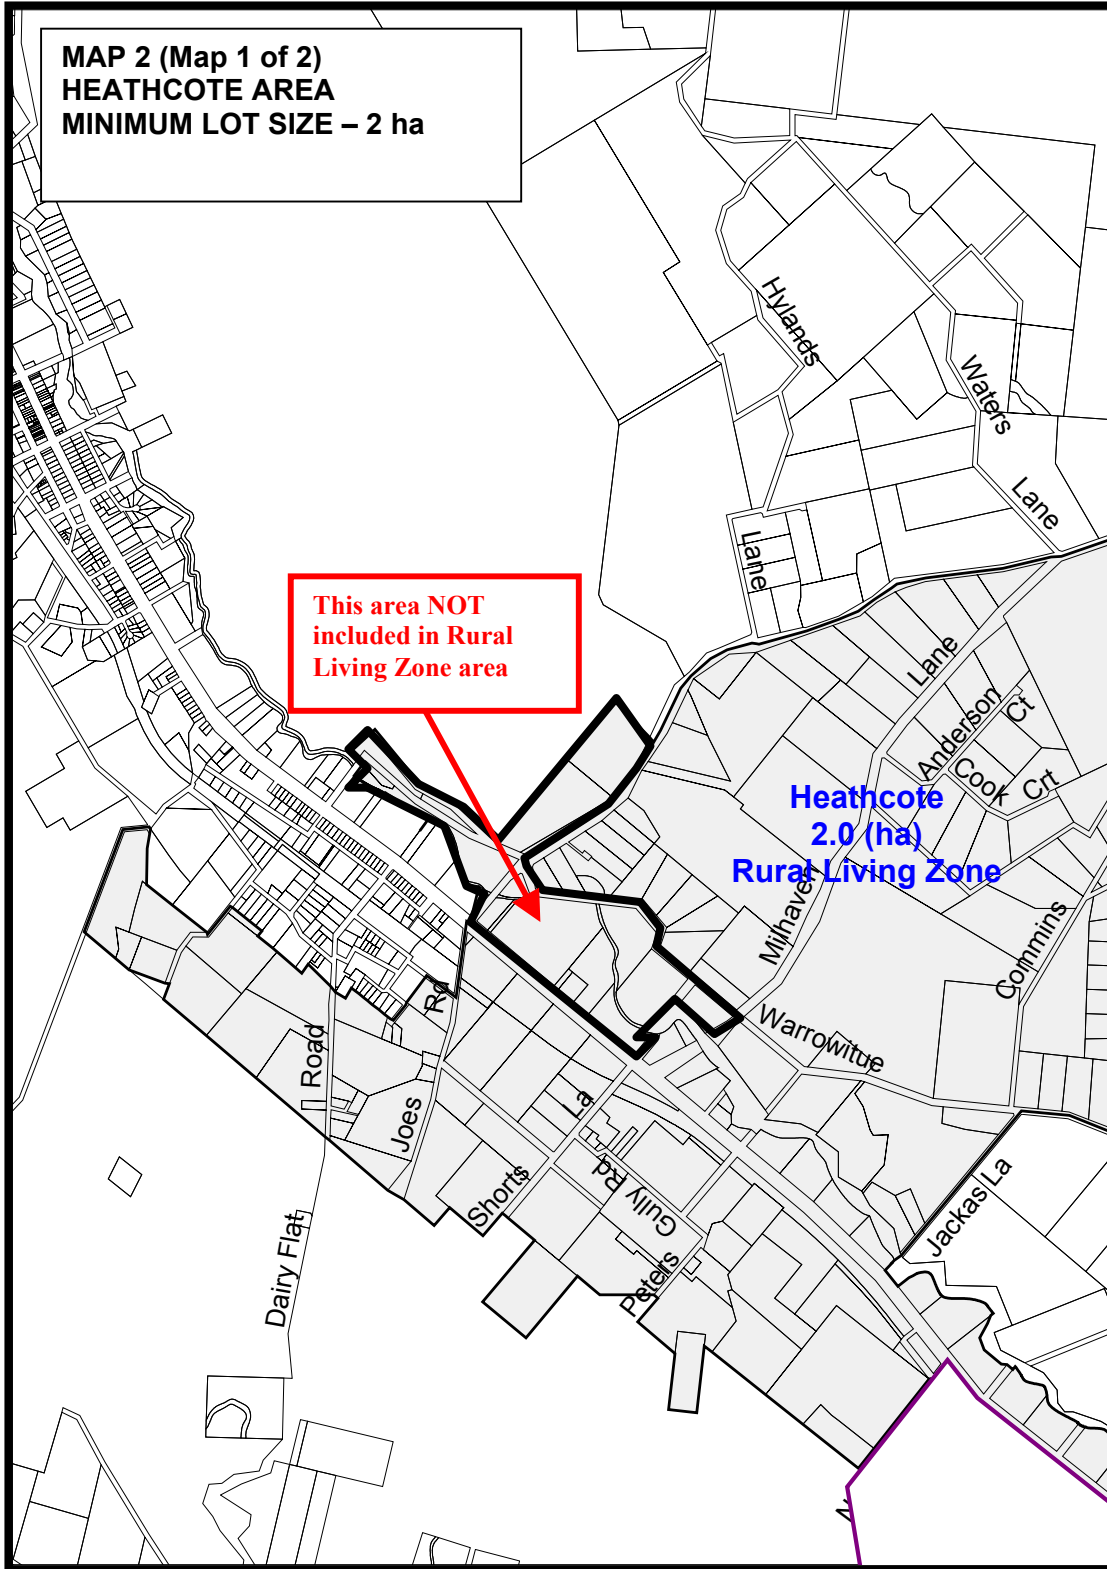 MAP 2 (Map 1 of 2)
HEATHCOTE AREA
MINIMUM LOT SIZE – 2 ha
Hylands
Waters
Lane
Lane
This area NOT
included in Rural
Living Zone area
Lane
Anderson
Ct
Cook
Crt
Heathcote
2.0 (ha)
Rural Living Zone
Milhaven
Commins
Warrowitue
Rd
Road
Joes
La
Shorts
Gully Rd
Peters
Jackas La
Dairy Flat